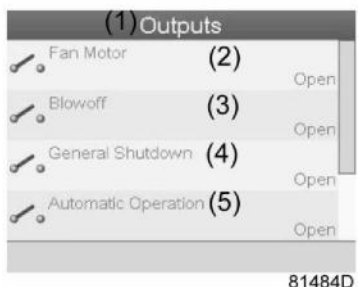 (1) Outputs
Fan Motor (2)
Open
Blowoff (3)
Open
General Shutdown (4)
Open
Automatic Operation (5)
Open
81484D